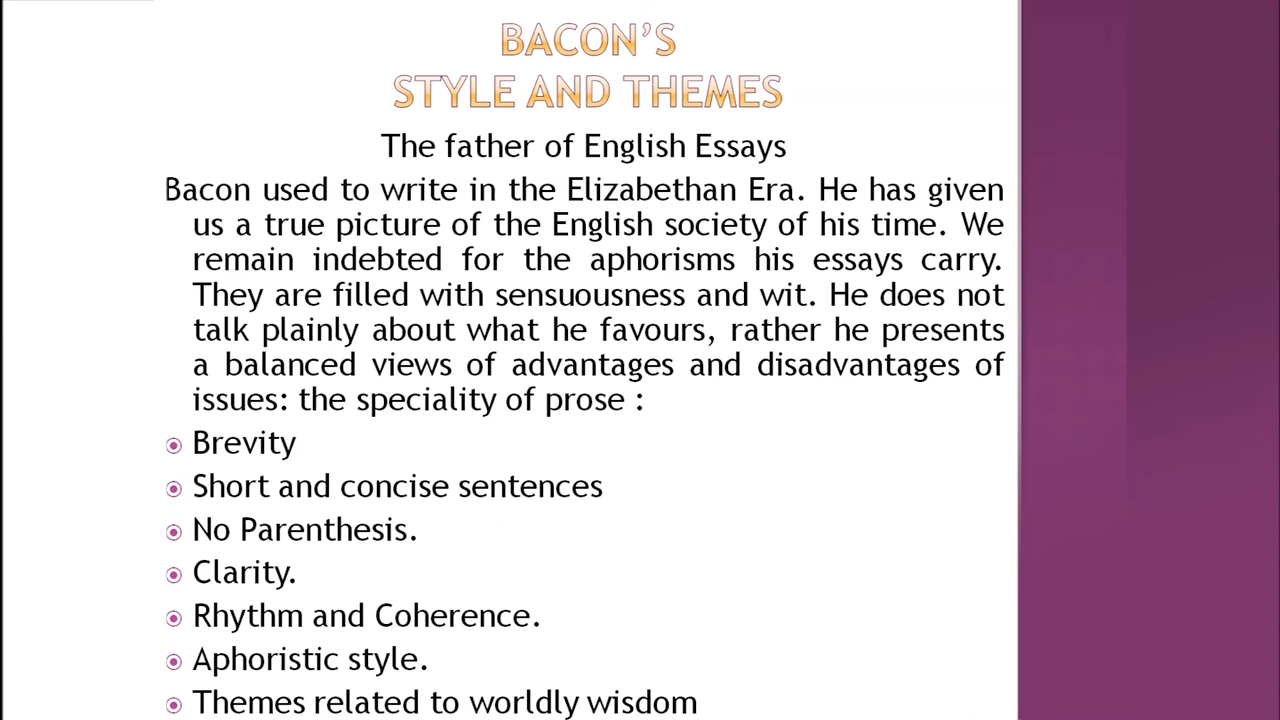 BACON'S
STYLE AND THEMES
The father of English Essays
Bacon used to write in the Elizabethan Era. He has given
us a true picture of the English society of his time. We
remain indebted for the aphorisms his essays carry.
They are filled with sensuousness and wit. He does not
talk plainly about what he favours, rather he presents
a balanced views of advantages and disadvantages of
issues: the speciality of prose :
Brevity
Short and concise sentences
No Parenthesis.
Clarity.
Rhythm and Coherence.
Aphoristic style.
Themes related to worldly wisdom